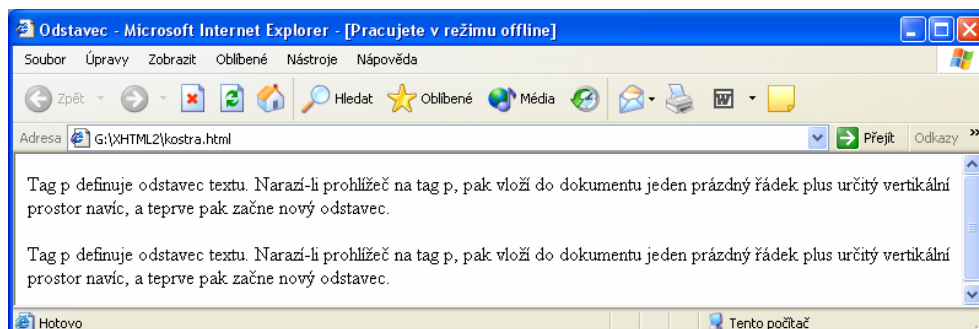 Odstavec - Microsoft Internet Explorer - [Pracujete v režimu offline]
Soubor Úpravy Zobrazit Oblíbené Nástroje Nápověda
Zpět Hledat Oblíbené Média W
Adresa G:\XHTML2\kostra.html Přejít Odkazy »
Tag p definuje odstavec textu. Narazí-li prohlížeč na tag p, pak vloží do dokumentu jeden prázdný řádek plus určitý vertikální
prostor navíc, a teprve pak začne nový odstavec.
Tag p definuje odstavec textu. Narazí-li prohlížeč na tag p, pak vloží do dokumentu jeden prázdný řádek plus určitý vertikální
prostor navíc, a teprve pak začne nový odstavec.
Hotovo Tento počítač